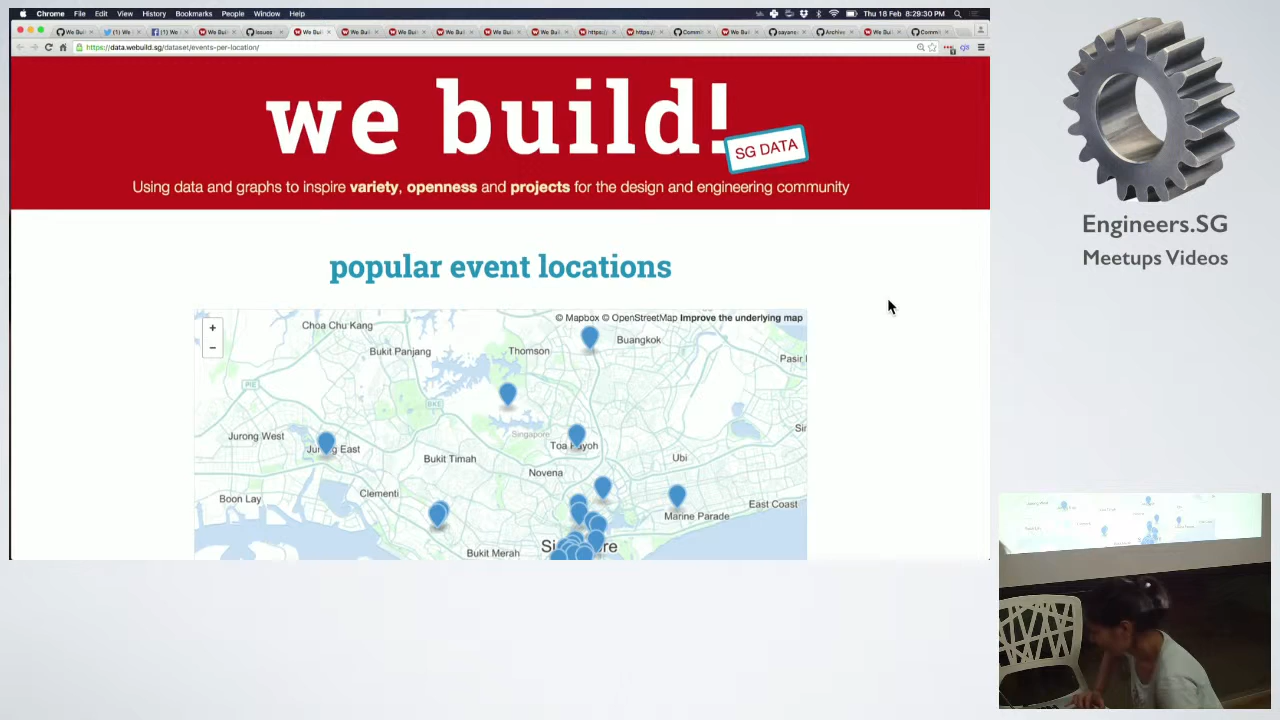 Chrome File Edit View History Bookmarks People Window Help Thu 18 Feb 8:29:30 PM
https://data.webuild.sg/dataset/events-per-location/
we build!
SG DATA
Using data and graphs to inspire variety, openness and projects for the design and engineering community
popular event locations
+
−
© Mapbox © OpenStreetMap Improve the underlying map
Choa Chu Kang
Buangkok
Bukit Panjang
Thomson
Pasir
PIE
BKE
Singapore
Jurong West
Toa Payoh
Jurong East
Bukit Timah
Ubi
Novena
Boon Lay
Clementi
East Coast
Marine Parade
Bukit Merah
Engineers.SG
Meetups Videos